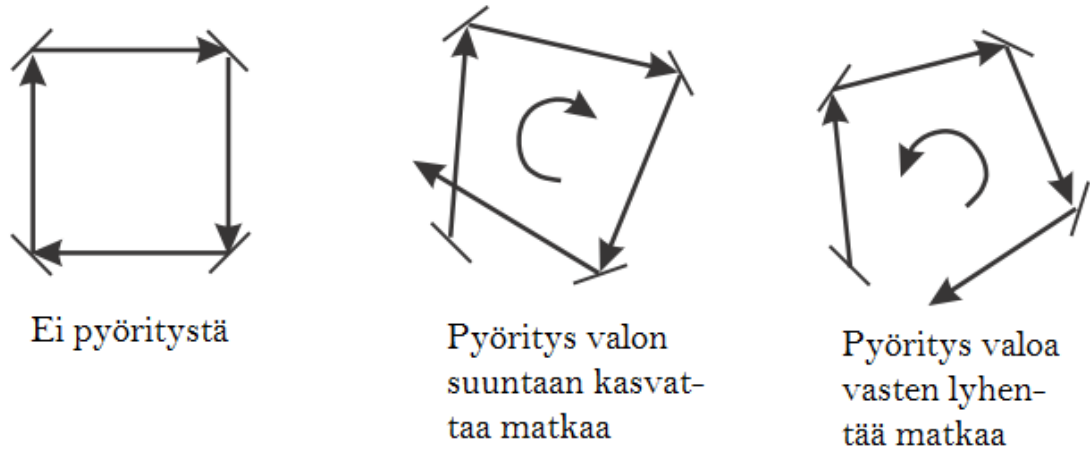 Ei pyöritystä
Pyöritys valon
suuntaan kasvat-
taa matkaa
Pyöritys valoa
vasten lyhen-
tää matkaa